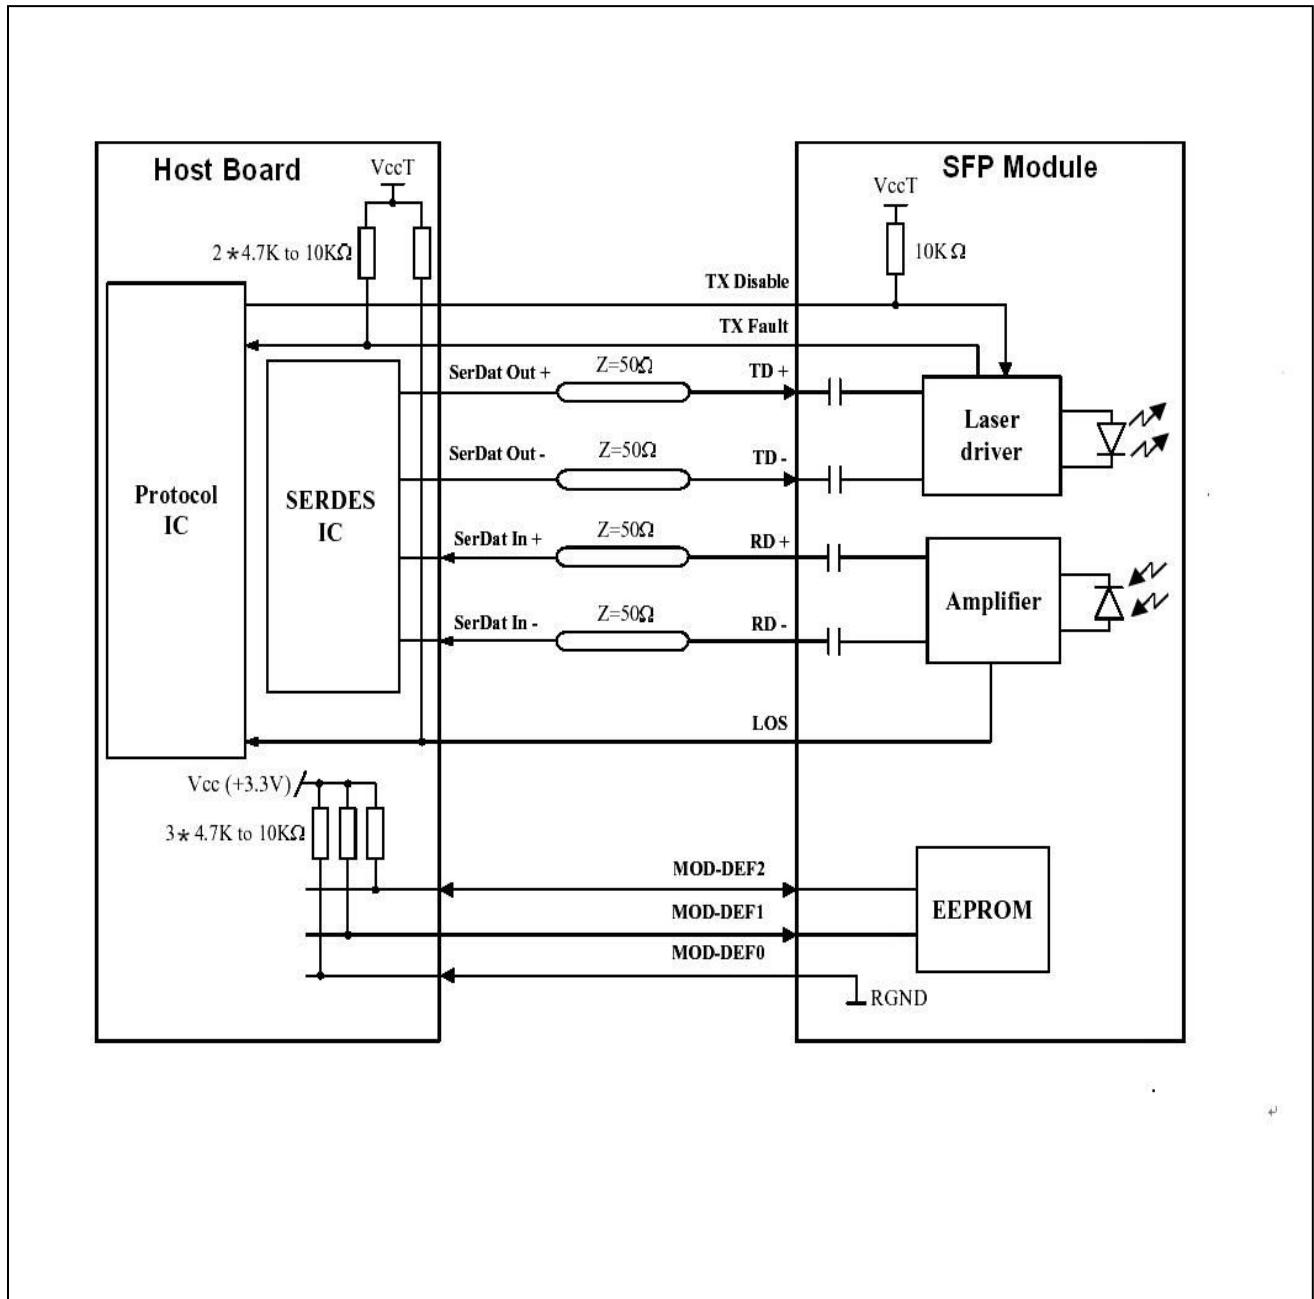 Host Board
VccT
SFP Module
VccT
2*4.7K to 10KΩ
10KΩ
TX Disable
TX Fault
SerDat Out +
Z=50Ω
TD +
Laser
driver
SerDat Out -
Z=50Ω
TD -
Protocol
IC
SERDES
IC
SerDat In +
Z=50Ω
RD +
Amplifier
SerDat In -
Z=50Ω
RD -
LOS
Vcc (+3.3V)
3*4.7K to 10KΩ
MOD-DEF2
MOD-DEF1
EEPROM
MOD-DEF0
RGND